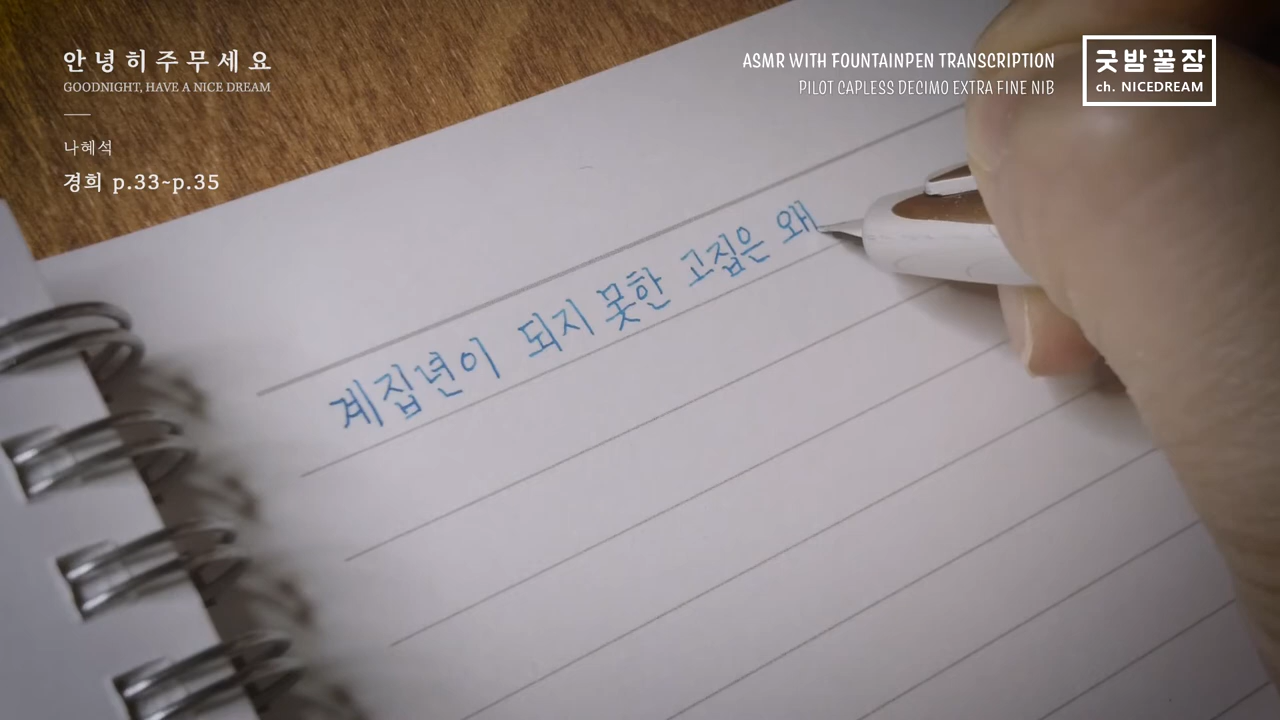 안녕히주무세요
GOODNIGHT, HAVE A NICE DREAM
나혜석
경희 p.33~p.35
ASMR WITH FOUNTAINPEN TRANSCRIPTION
PILOT CAPLESS DECIMO EXTRA FINE NIB
굿밤꿀잠
ch. NICEDREAM
계집년이 되지 못한 고집은 왜